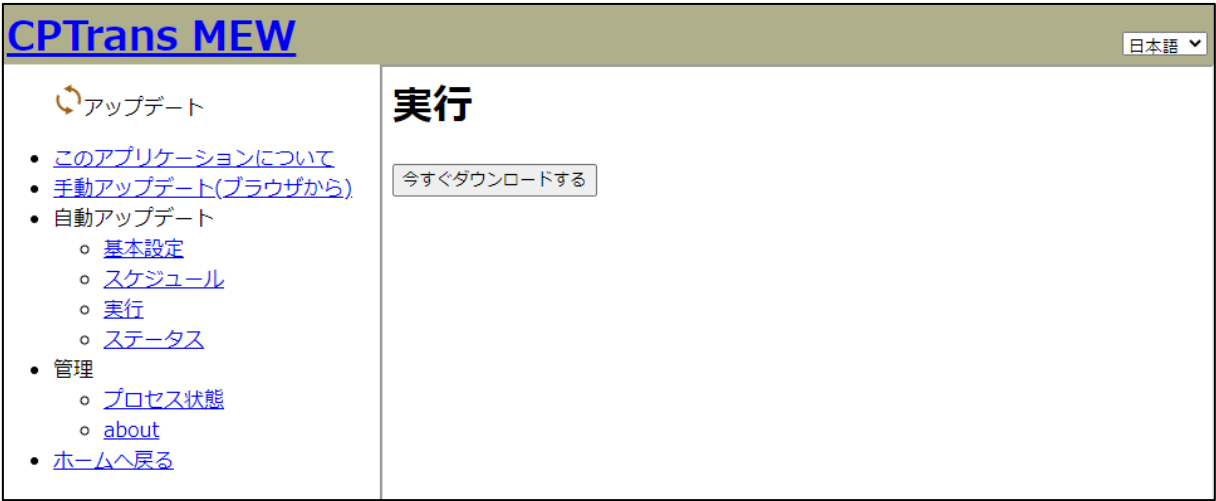 CPTrans MEW
日本語
アップデート
このアプリケーションについて
手動アップデート(ブラウザから)
自動アップデート
基本設定
スケジュール
実行
ステータス
管理
プロセス状態
about
ホームへ戻る
実行
今すぐダウンロードする